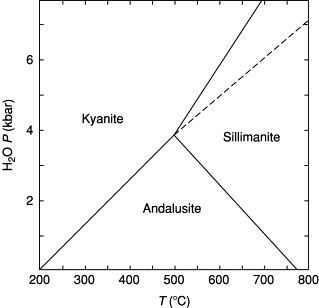 6
4
2
H₂O P (kbar)
Kyanite
Sillimanite
Andalusite
200 300 400 500 600 700 800
T (°C)